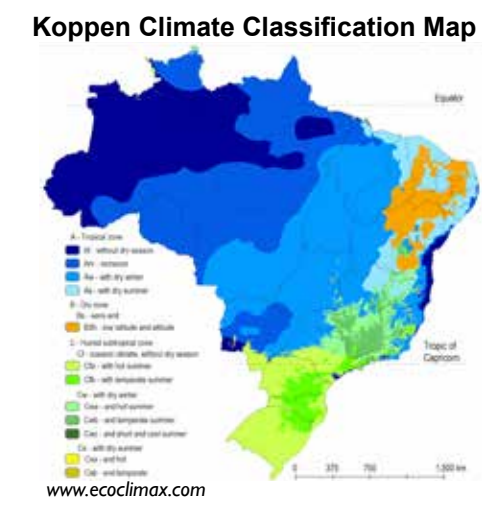 Koppen Climate Classification Map
Equator
A - Tropical zone
Af - without dry season
Am - monsoon
Aw - with dry winter
As - with dry summer
B - Dry zone
Bs - semi arid
BSh - low latitude and altitude
C - Humid subtropical zone
Cf - oceanic climate, without dry season
Cfa - with hot summer
Cfb - with temperate summer
Cw - with dry winter
Cwa - and hot summer
Cwb - and temperate summer
Cwc - and short and cool summer
Cs - with dry summer
Csa - and hot
Csb - and temperate
Tropic of
Capricorn
0 375 750 1,500 km
www.ecoclimax.com